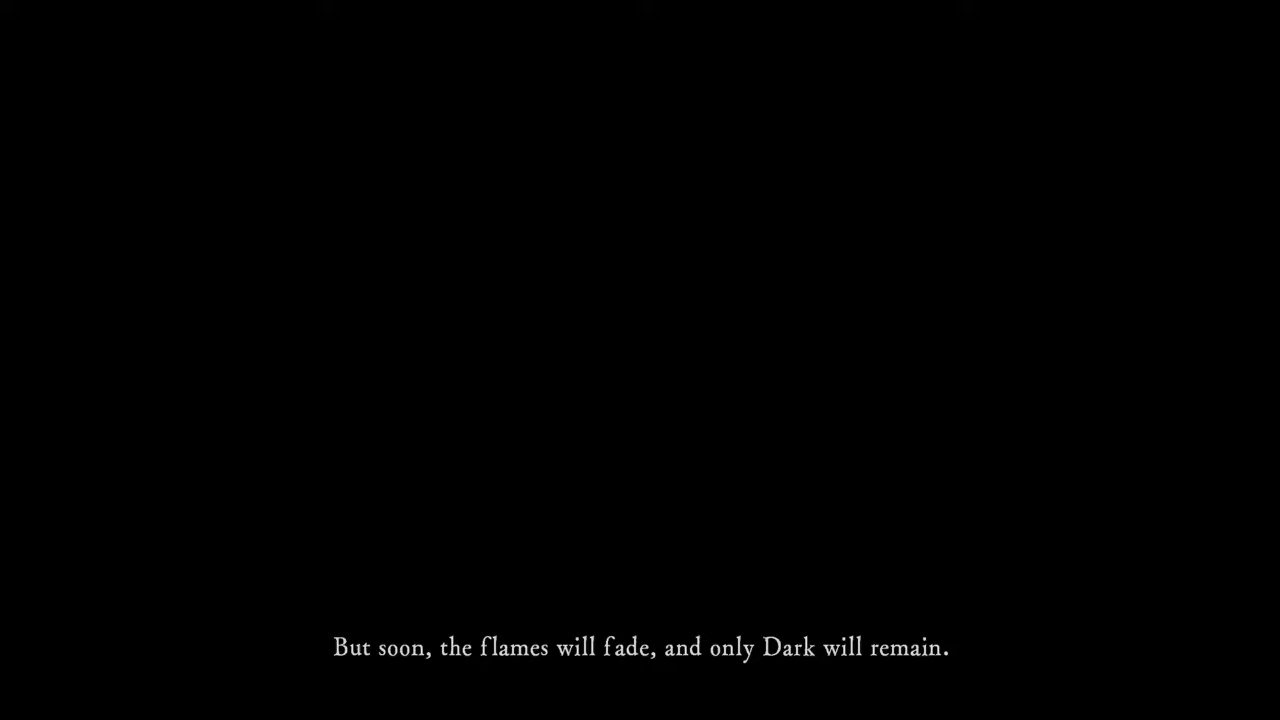 But soon, the flames will fade, and only Dark will remain.